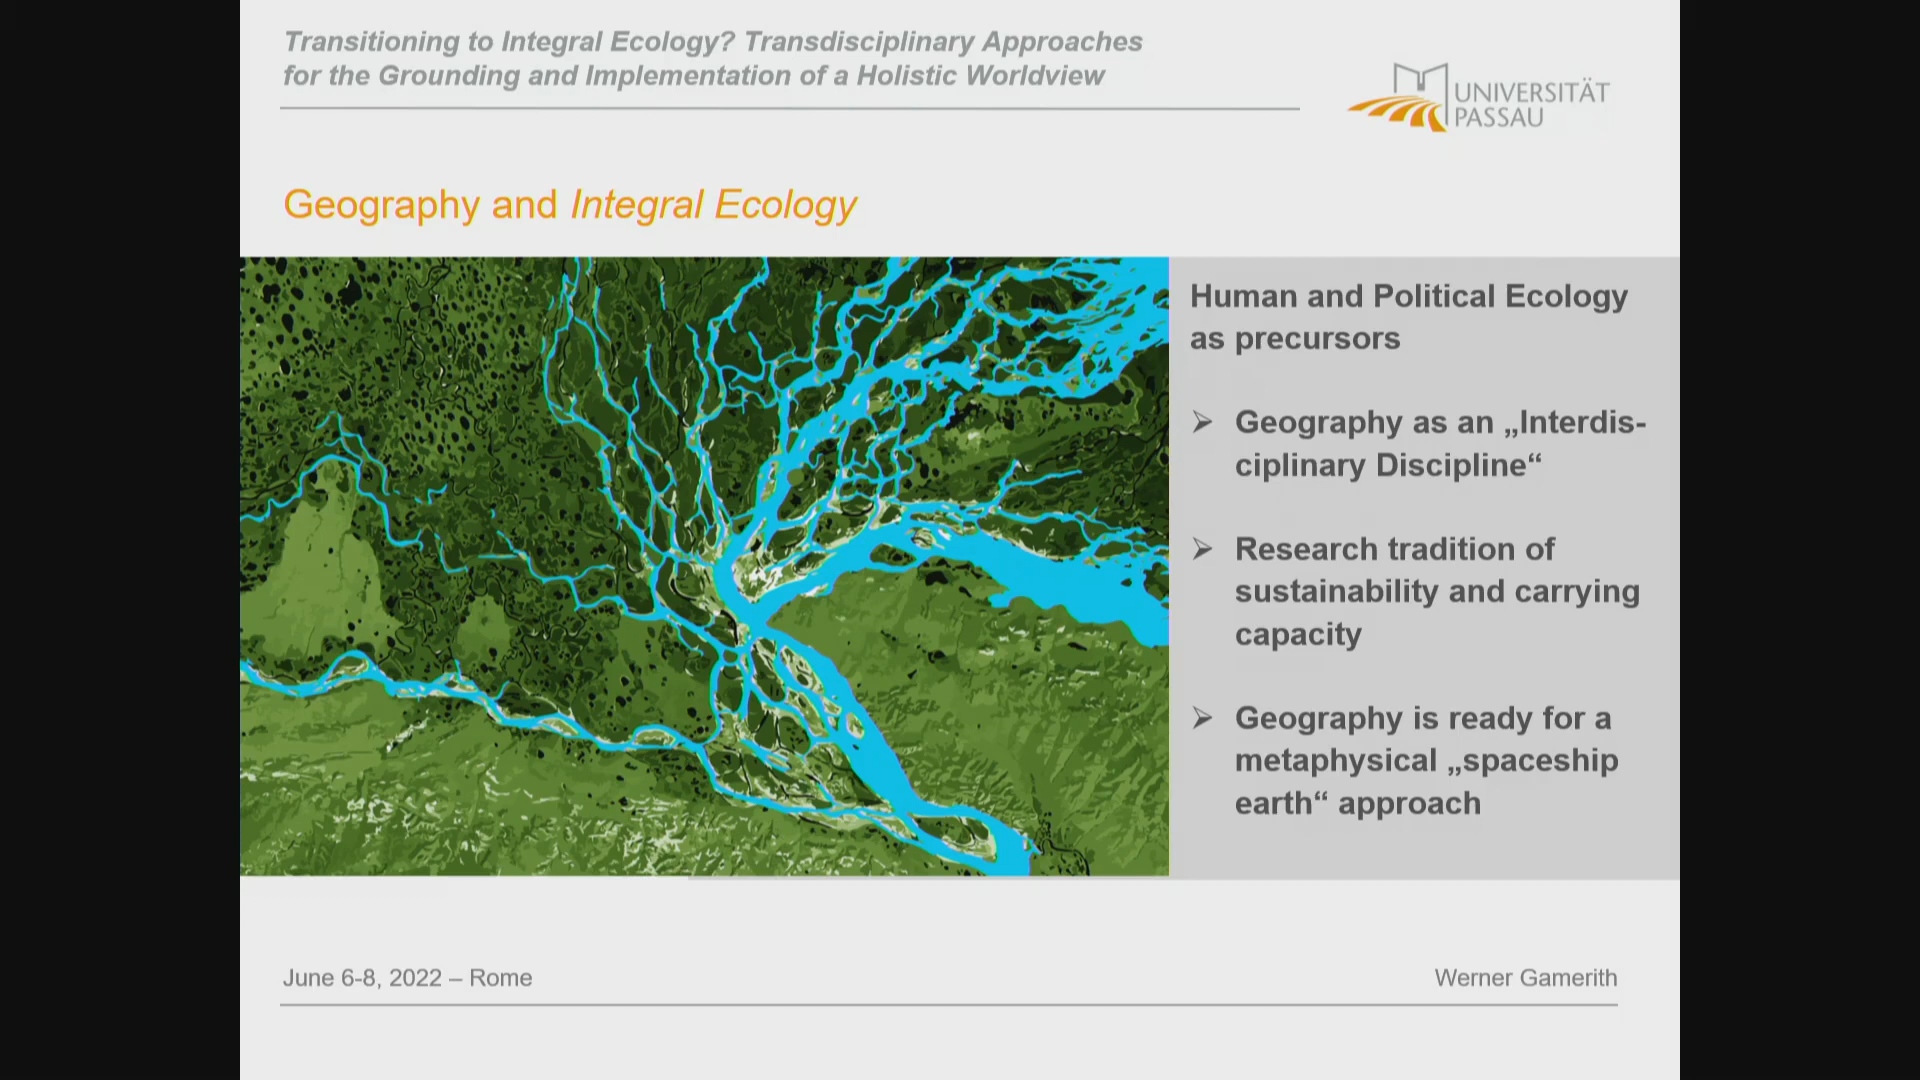 Transitioning to Integral Ecology? Transdisciplinary Approaches
for the Grounding and Implementation of a Holistic Worldview
UNIVERSITÄT
PASSAU
Geography and Integral Ecology
Human and Political Ecology
as precursors
➢ Geography as an „Interdis-
ciplinary Discipline“
➢ Research tradition of
sustainability and carrying
capacity
➢ Geography is ready for a
metaphysical „spaceship
earth“ approach
June 6-8, 2022 – Rome
Werner Gamerith